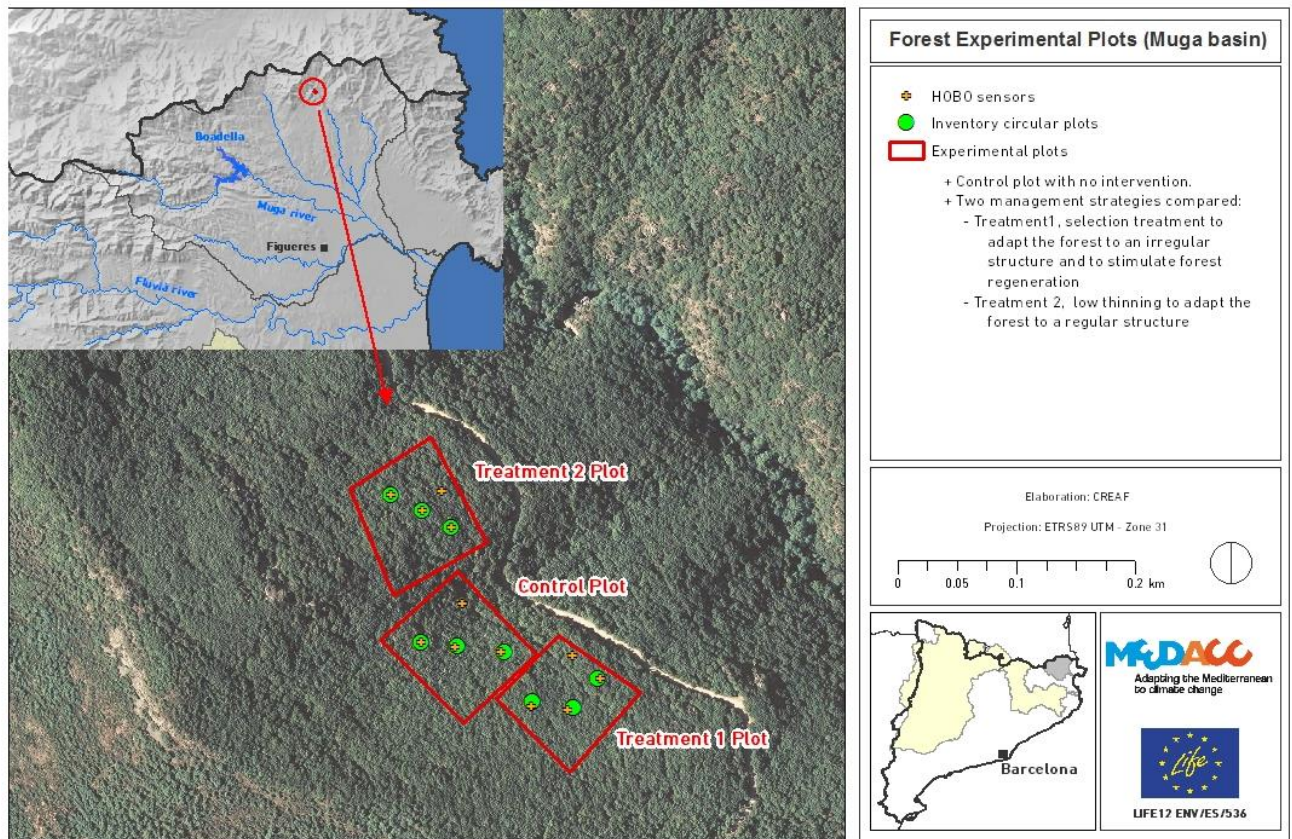 Boadella
Muga river
Figueres
Fluvia river
Treatment 2 Plot
Control Plot
Treatment 1 Plot
Forest Experimental Plots (Muga basin)
HOBO sensors
Inventory circular plots
Experimental plots
+ Control plot with no intervention.
+ Two management strategies compared:
- Treatment1, selection treatment to
adapt the forest to an irregular
structure and to stimulate forest
regeneration
- Treatment 2, low thinning to adapt the
forest to a regular structure
Elaboration: CREAF
Projection: ETRS89 UTM - Zone 31
0 0.05 0.1 0.2 km
Barcelona
MEDACC
Adapting the Mediterranean
to climate change
Life
LIFE12 ENV/ES/536